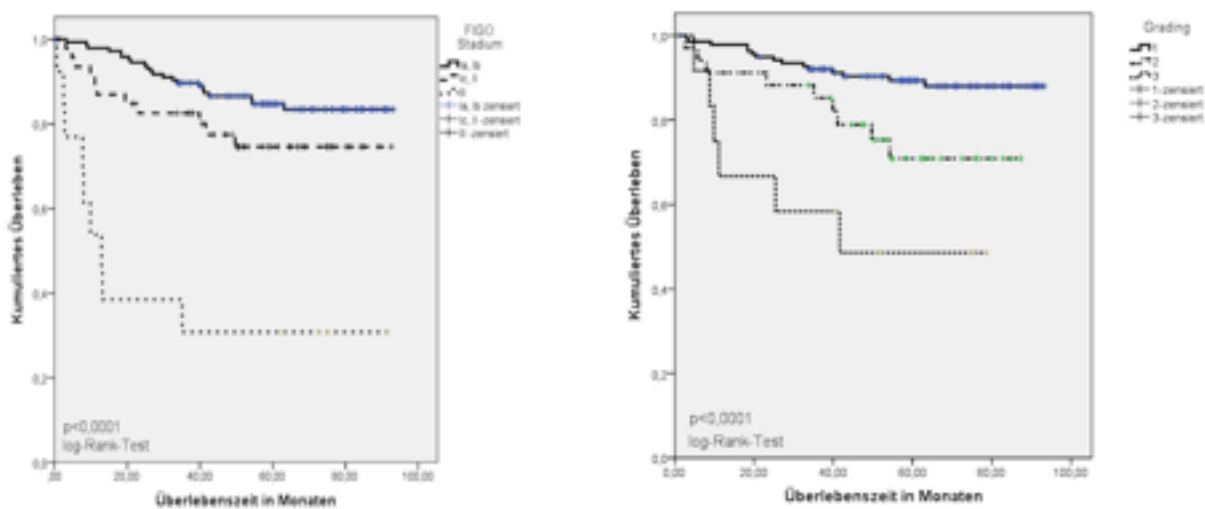 FIGO
Stadium
Ia, Ib
Ic, II
III
Ia, Ib-zensiert
Ic, II-zensiert
III-zensiert
Kumuliertes Überleben
1,0
0,8
0,6
0,4
0,2
0,0
p<0,0001
log-Rank-Test
,00
20,00
40,00
60,00
80,00
100,00
Überlebenszeit in Monaten
Grading
1
2
3
1-zensiert
2-zensiert
3-zensiert
Kumuliertes Überleben
1,0
0,8
0,6
0,4
0,2
0,0
p<0,0001
log-Rank-Test
0,00
20,00
40,00
60,00
80,00
100,00
Überlebenszeit in Monaten